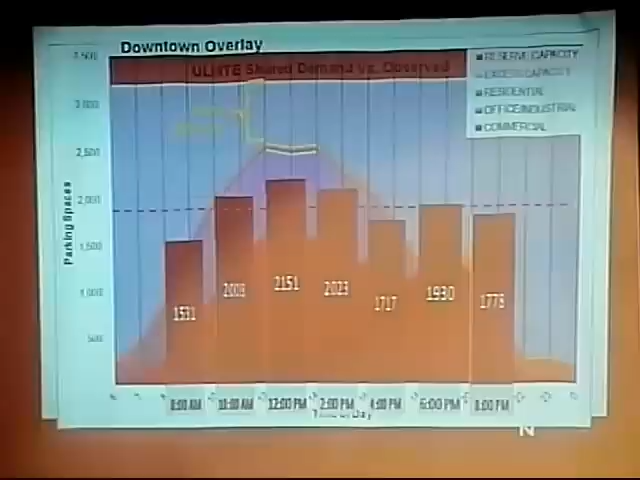 Downtown Overlay
ULI/ITE Shared Demand vs. Observed
RESERVE CAPACITY
EXCESS CAPACITY
RESIDENTIAL
OFFICE/INDUSTRIAL
COMMERCIAL
Parking Spaces
3,500
3,000
2,500
2,000
1,500
1,000
500
1531
2151
2023
1717
1930
1778
8:00 AM
10:00 AM
12:00 PM
2:00 PM
4:00 PM
6:00 PM
8:00 PM
Time of Day
N